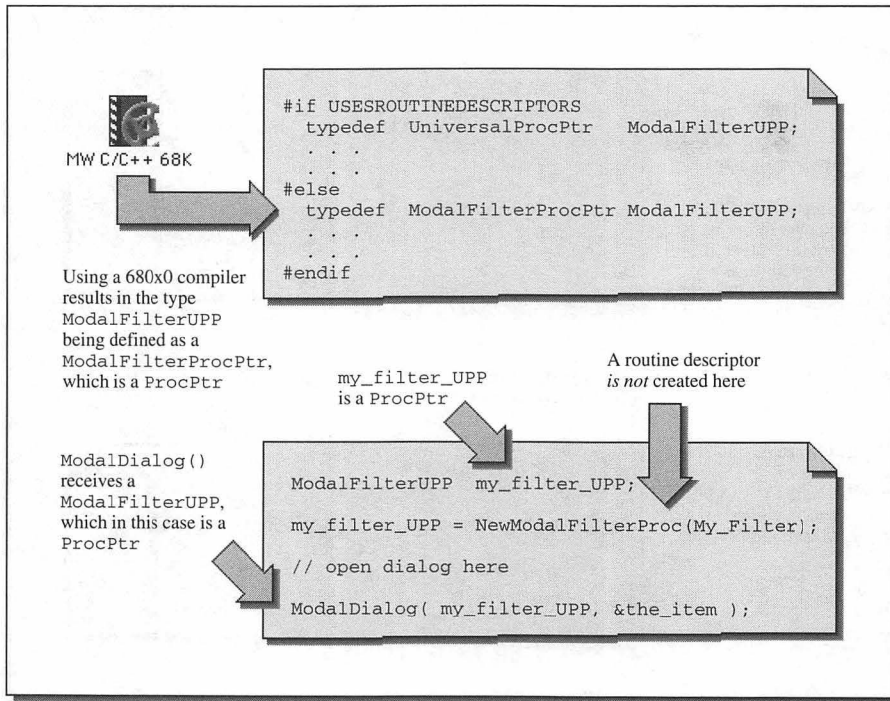 #if USESROUTINEDESCRIPTORS
typedef UniversalProcPtr ModalFilterUPP;
. . .
. . .
#else
typedef ModalFilterProcPtr ModalFilterUPP;
. . .
. . .
#endif
MW C/C++ 68K
Using a 680x0 compiler
results in the type
ModalFilterUPP
being defined as a
ModalFilterProcPtr,
which is a ProcPtr
my_filter_UPP
is a ProcPtr
A routine descriptor
is not created here
ModalDialog()
receives a
ModalFilterUPP,
which in this case is a
ProcPtr
ModalFilterUPP my_filter_UPP;
my_filter_UPP = NewModalFilterProc(My_Filter);
// open dialog here
ModalDialog( my_filter_UPP, &the_item );